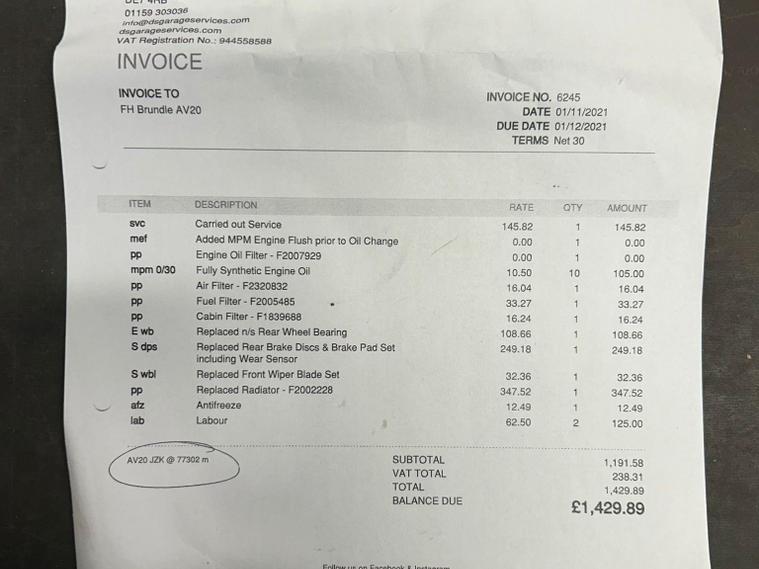 01159 303036
info@dsgarageservices.com
dsgarageservices.com
VAT Registration No.: 944558588
INVOICE
INVOICE TO
FH Brundle AV20
INVOICE NO. 6245
DATE 01/11/2021
DUE DATE 01/12/2021
TERMS Net 30
ITEM DESCRIPTION RATE QTY AMOUNT
svc Carried out Service 145.82 1 145.82
mef Added MPM Engine Flush prior to Oil Change 0.00 1 0.00
pp Engine Oil Filter - F2007929 0.00 1 0.00
mpm 0/30 Fully Synthetic Engine Oil 10.50 10 105.00
pp Air Filter - F2320832 16.04 1 16.04
pp Fuel Filter - F2005485 33.27 1 33.27
pp Cabin Filter - F1839688 16.24 1 16.24
E wb Replaced n/s Rear Wheel Bearing 108.66 1 108.66
S dps Replaced Rear Brake Discs & Brake Pad Set 249.18 1 249.18
including Wear Sensor
S wbl Replaced Front Wiper Blade Set 32.36 1 32.36
pp Replaced Radiator - F2002228 347.52 1 347.52
afz Antifreeze 12.49 1 12.49
lab Labour 62.50 2 125.00
AV20 JZK @ 77302 m
SUBTOTAL 1,191.58
VAT TOTAL 238.31
TOTAL 1,429.89
BALANCE DUE £1,429.89
Follow us on Facebook & Instagram